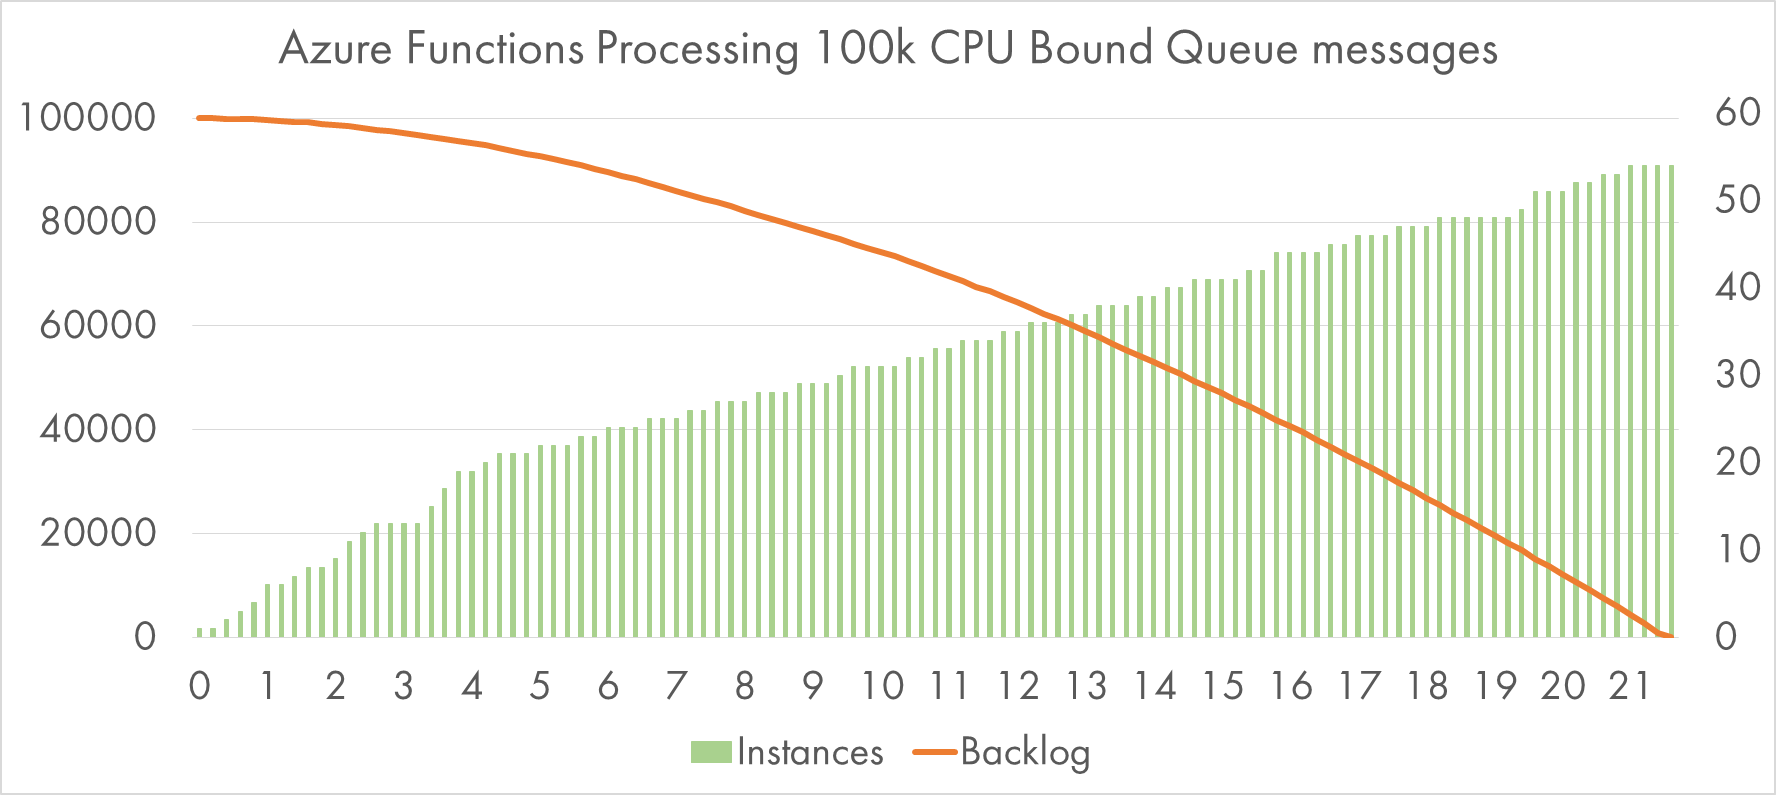 Azure Functions Processing 100k CPU Bound Queue messages
100000 60
80000 50
60000 40
40000 30
20000 20
0 10
0
0 1 2 3 4 5 6 7 8 9 10 11 12 13 14 15 16 17 18 19 20 21
Instances Backlog